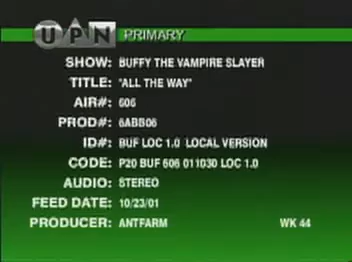 UPN PRIMARY
SHOW: BUFFY THE VAMPIRE SLAYER
TITLE: "ALL THE WAY"
AIR#: 606
PROD#: 6ABB06
ID#: BUF LOC 1.0 LOCAL VERSION
CODE: P20 BUF 606 011030 LOC 1.0
AUDIO: STEREO
FEED DATE: 10/23/01
PRODUCER: ANTFARM WK 44